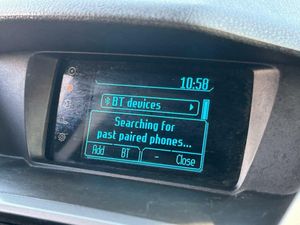 10:58
BT devices
Searching for
past paired phones...
Add BT - Close